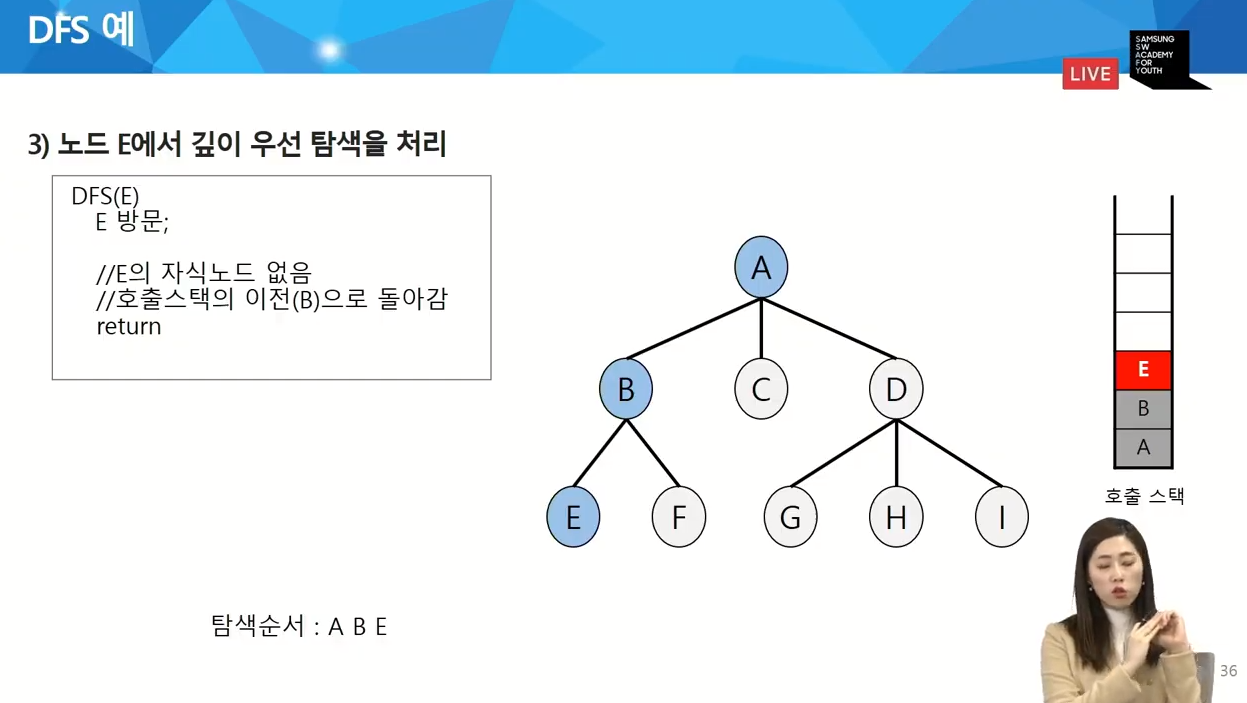 DFS 예
LIVE
SAMSUNG
SW
ACADEMY
FOR
YOUTH
3) 노드 E에서 깊이 우선 탐색을 처리
DFS(E)
E 방문;
//E의 자식노드 없음
//호출스택의 이전(B)으로 돌아감
return
A
B
C
D
E
F
G
H
I
E
B
A
호출 스택
탐색순서 : A B E
36